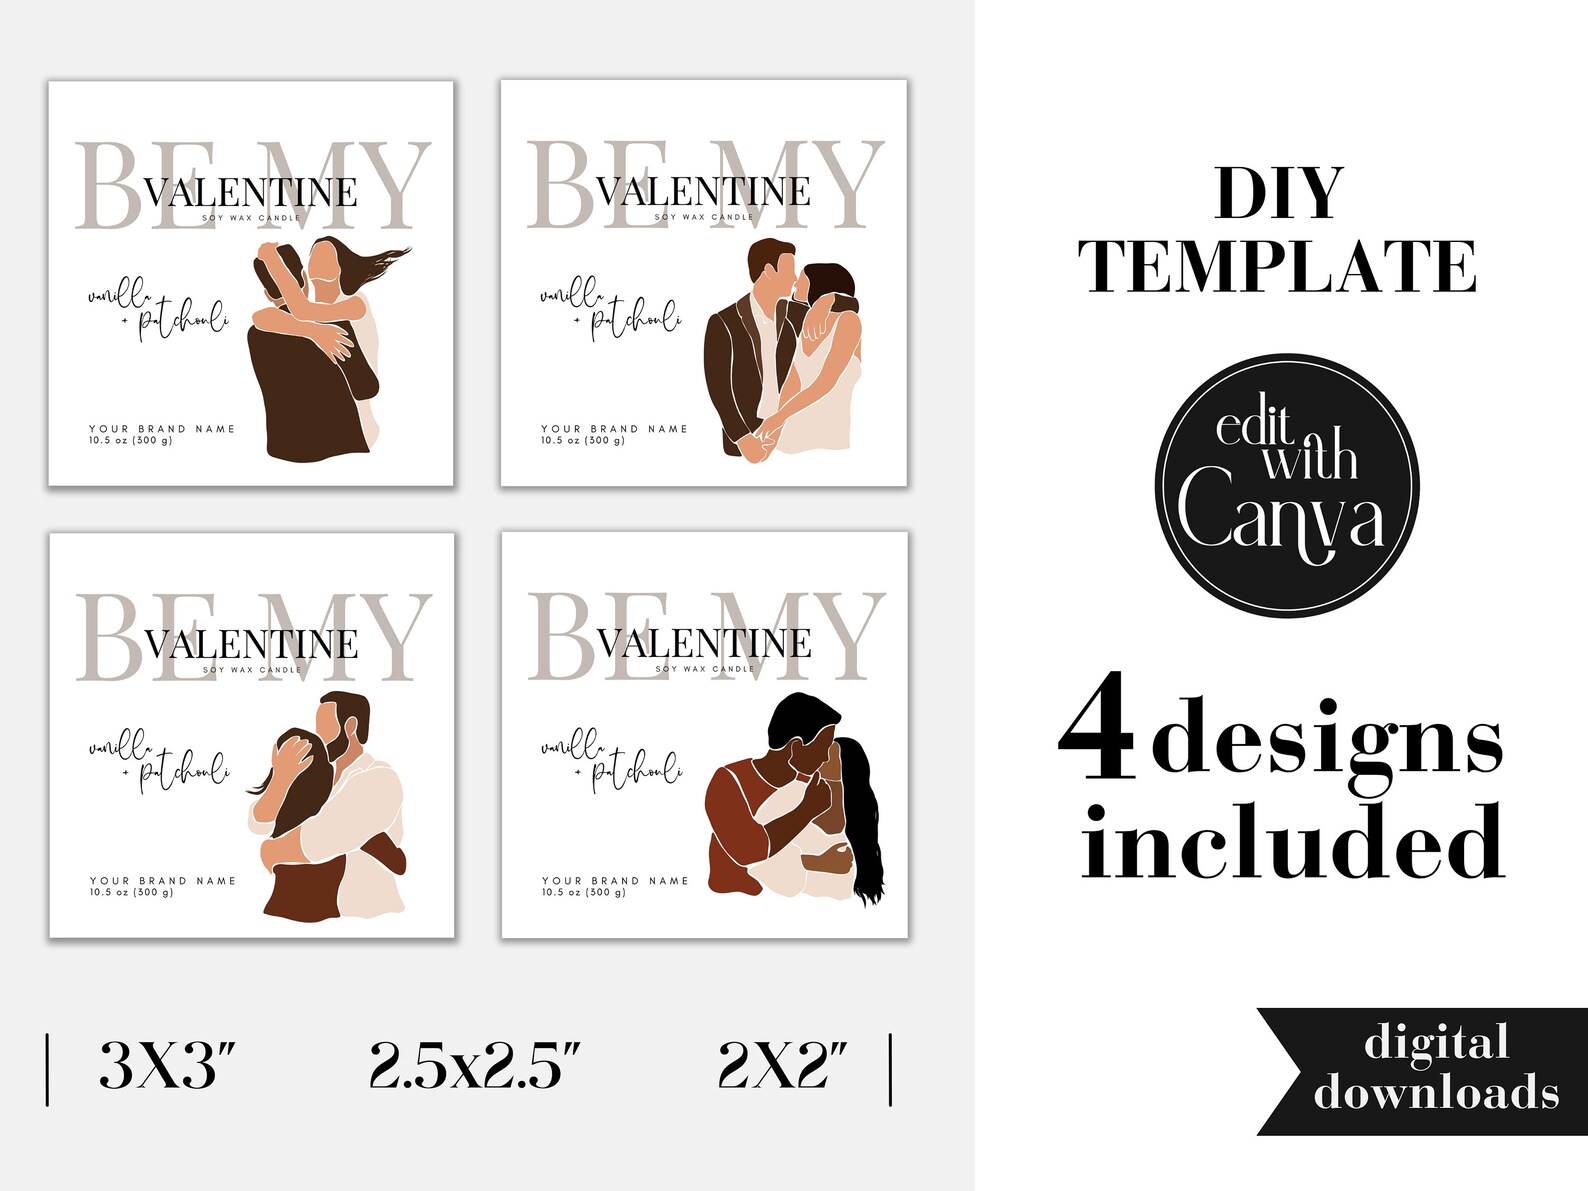 BE MY
VALENTINE
SOY WAX CANDLE
vanilla
+ patchouli
YOUR BRAND NAME
10.5 oz (300 g)
BE MY
VALENTINE
SOY WAX CANDLE
vanilla
+ patchouli
YOUR BRAND NAME
10.5 oz (300 g)
BE MY
VALENTINE
SOY WAX CANDLE
vanilla
+ patchouli
YOUR BRAND NAME
10.5 oz (300 g)
BE MY
VALENTINE
SOY WAX CANDLE
vanilla
+ patchouli
YOUR BRAND NAME
10.5 oz (300 g)
3X3" 2.5x2.5" 2X2"
DIY
TEMPLATE
edit
with
Canva
4 designs
included
digital
downloads